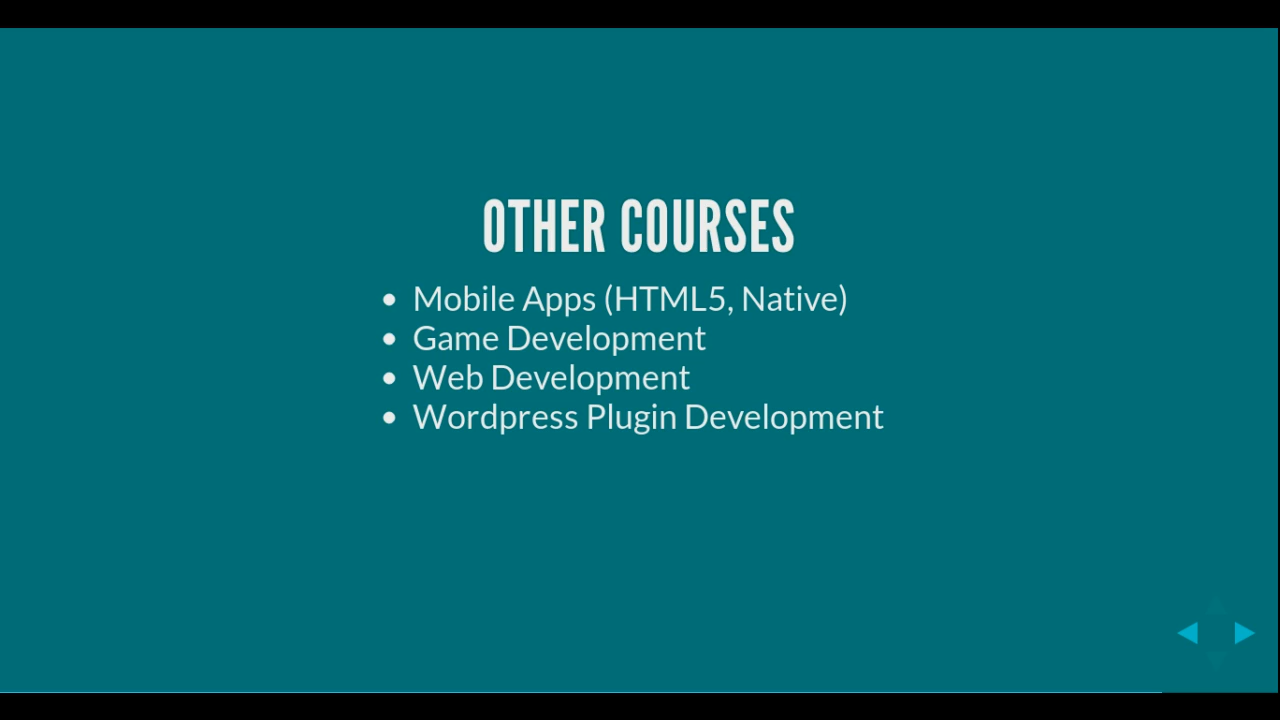 OTHER COURSES
• Mobile Apps (HTML5, Native)
• Game Development
• Web Development
• Wordpress Plugin Development